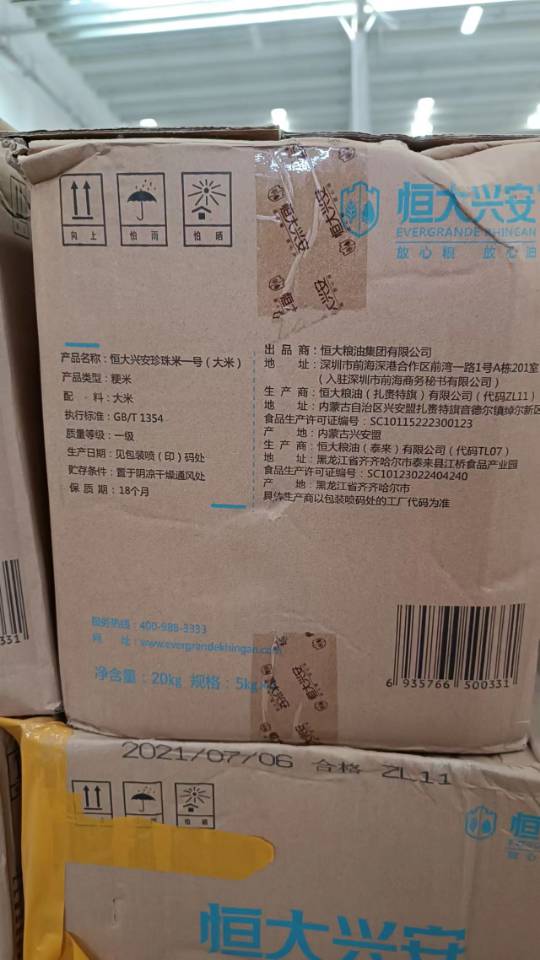 向上
怕雨
怕晒
恒大兴安
EVERGRANDE KHINGAN
放心粮 放心油
产品名称：恒大兴安珍珠米一号（大米）
产品类型：粳米
配 料：大米
执行标准：GB/T 1354
质量等级：一级
生产日期：见包装喷（印）码处
贮存条件：置于阴凉干燥通风处
保 质 期：18个月
出 品 商：恒大粮油集团有限公司
地 址：深圳市前海深港合作区前湾一路1号A栋201室
（入驻深圳市前海商务秘书有限公司）
生 产 商：恒大粮油（扎赉特旗）有限公司（代码ZL11）
地 址：内蒙古自治区兴安盟扎赉特旗音德尔镇绰尔新区
食品生产许可证编号：SC10115222300123
产 地：内蒙古兴安盟
生 产 商：恒大粮油（泰来）有限公司（代码TL07）
地 址：黑龙江省齐齐哈尔市泰来县江桥食品产业园
食品生产许可证编号：SC10123022404240
产 地：黑龙江省齐齐哈尔市
具体生产商以包装喷码处的工厂代码为准
服务热线：400-988-3333
网 址：www.evergrandekhingan.com
净含量：20kg 规格：5kg
6 935766 500331
331
2021/07/06 合格 ZL11
向上
怕雨
怕晒
恒大兴安